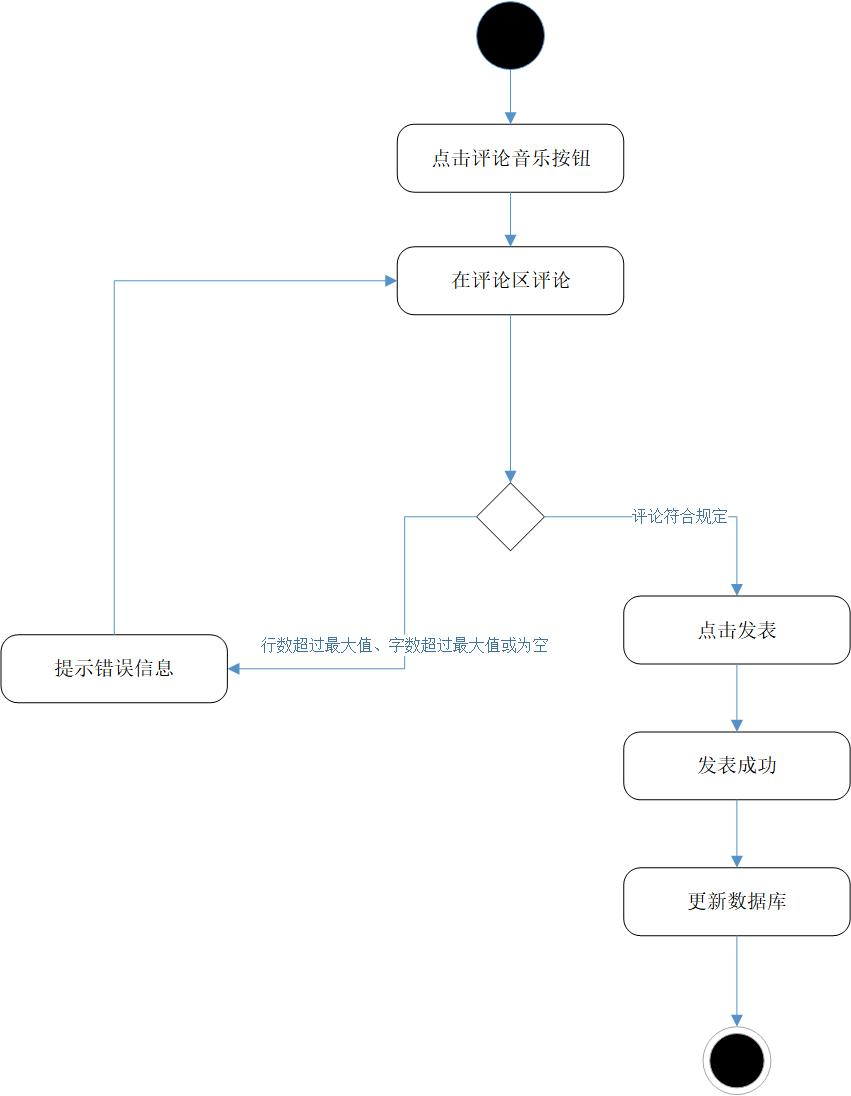 点击评论音乐按钮
在评论区评论
评论符合规定
点击发表
行数超过最大值、字数超过最大值或为空
提示错误信息
发表成功
更新数据库